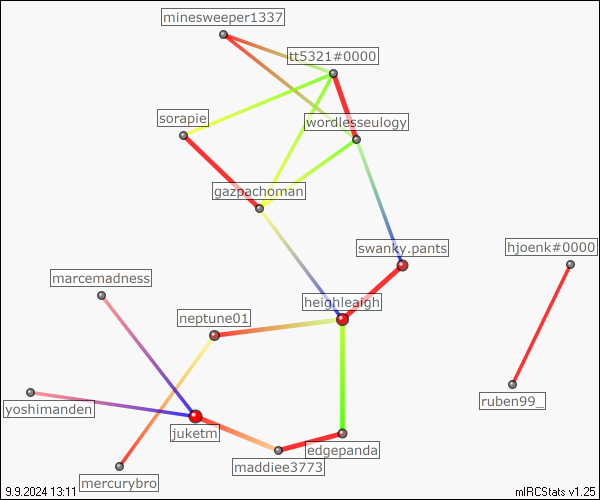 minesweeper1337
tt5321#0000
sorapie
wordlesseulogy
gazpachoman
swanky.pants
hjoenk#0000
marcemadness
heighleaigh
neptune01
yoshimanden
ruben99_
juketm
edgepanda
maddiee3773
mercurybro
9.9.2024 13:11
mIRCStats v1.25